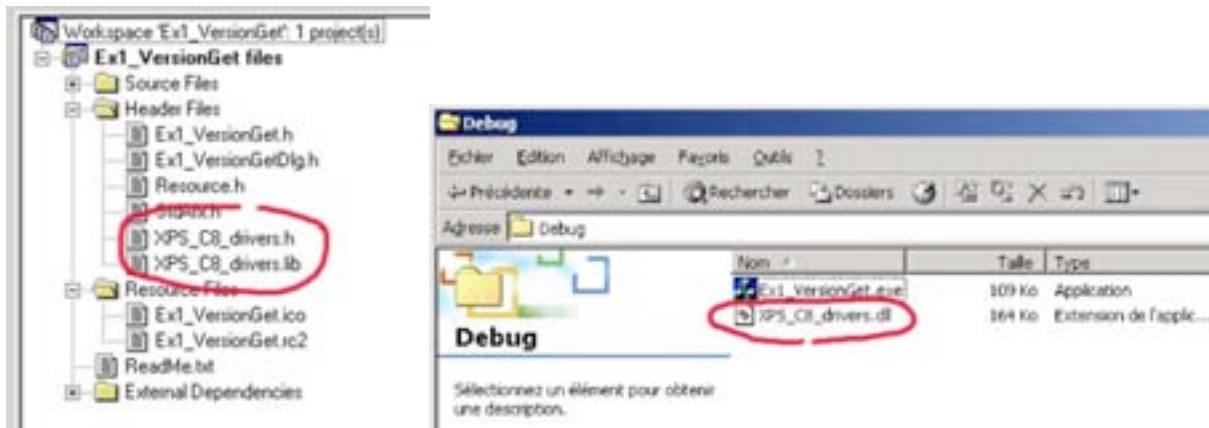 Workspace 'Ex1_VersionGet': 1 project(s)
Ex1_VersionGet files
Source Files
Header Files
Ex1_VersionGet.h
Ex1_VersionGetDlg.h
Resource.h
StdAfx.h
XPS_C8_drivers.h
XPS_C8_drivers.lib
Resource Files
Ex1_VersionGet.ico
Ex1_VersionGet.rc2
ReadMe.txt
External Dependencies
Debug
Fichier Edition Affichage Favoris Outils ?
Précédente Rechercher Dossiers
Adresse Debug
Nom Taille Type
Ex1_VersionGet.exe 109 Ko Application
XPS_C8_drivers.dll 164 Ko Extension de l'applic...
Debug
Sélectionnez un élément pour obtenir
une description.